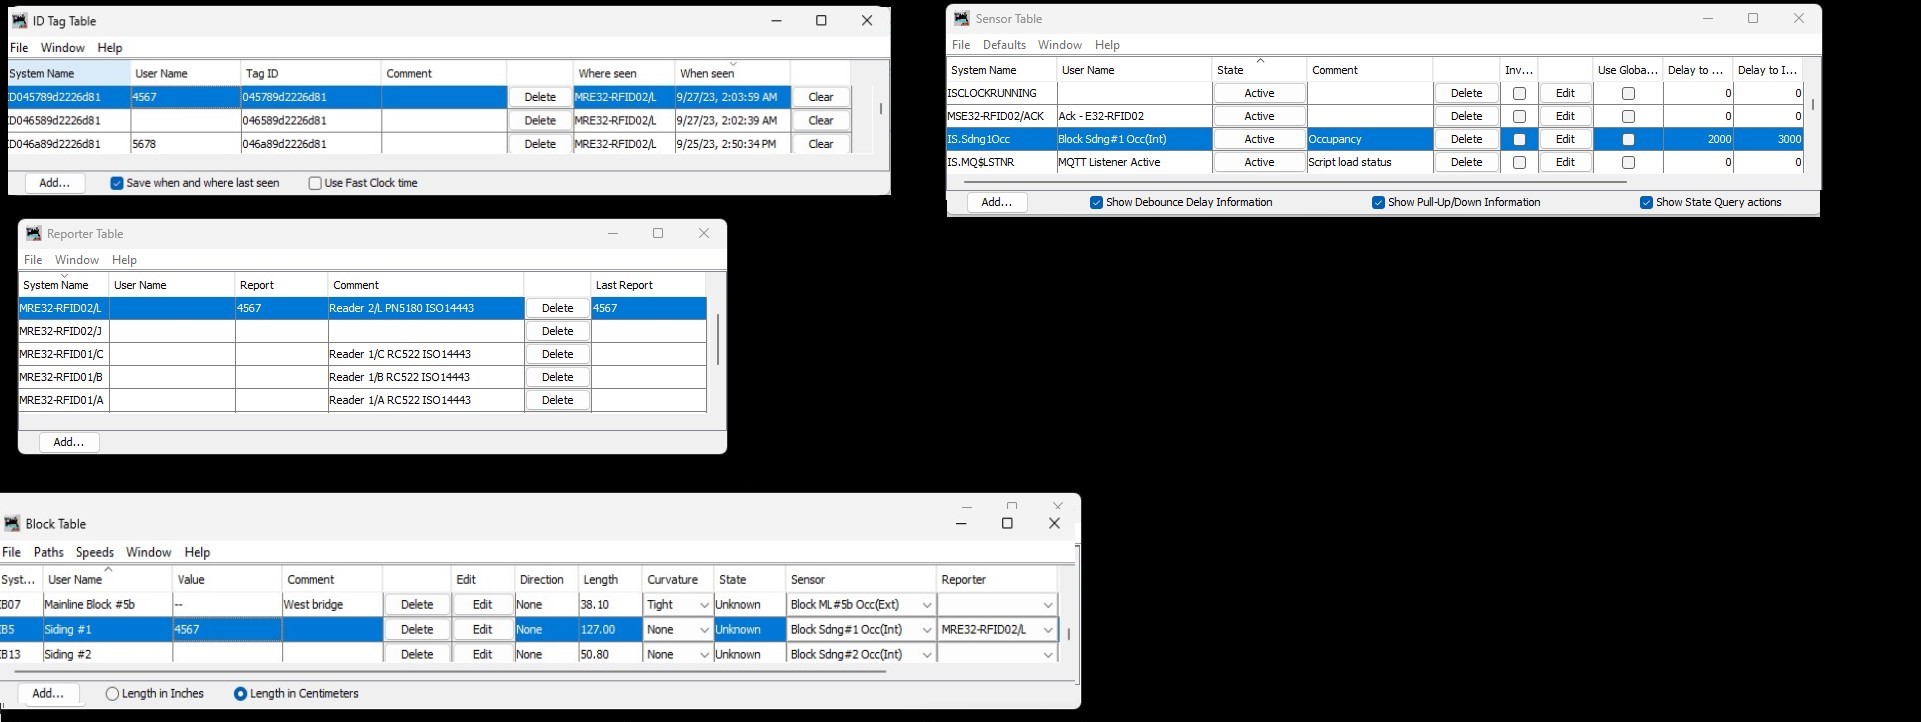 ID Tag Table
File Window Help
System Name User Name Tag ID Comment Where seen When seen
ID045789d2226d81 4567 045789d2226d81 Delete MRE32-RFID02/L 9/27/23, 2:03:59 AM Clear
ID046589d2226d81 046589d2226d81 Delete MRE32-RFID02/L 9/27/23, 2:02:39 AM Clear
ID046a89d2226d81 5678 046a89d2226d81 Delete MRE32-RFID02/L 9/25/23, 2:50:34 PM Clear
Add... Save when and where last seen Use Fast Clock time
Sensor Table
File Defaults Window Help
System Name User Name State Comment Inv... Use Globa... Delay to ... Delay to I...
ISCLOCKRUNNING Active Delete Edit 0 0
MSE32-RFID02/ACK Ack - E32-RFID02 Active Delete Edit 0 0
IS.Sdng1Occ Block Sdng#1 Occ(Int) Active Occupancy Delete Edit 2000 3000
IS.MQ$LSTNR MQTT Listener Active Active Script load status Delete Edit 0 0
Add... Show Debounce Delay Information Show Pull-Up/Down Information Show State Query actions
Reporter Table
File Window Help
System Name User Name Report Comment Last Report
MRE32-RFID02/L 4567 Reader 2/L PN5180 ISO14443 Delete 4567
MRE32-RFID02/J Delete
MRE32-RFID01/C Reader 1/C RC522 ISO14443 Delete
MRE32-RFID01/B Reader 1/B RC522 ISO14443 Delete
MRE32-RFID01/A Reader 1/A RC522 ISO14443 Delete
Add...
Block Table
File Paths Speeds Window Help
Syst... User Name Value Comment Edit Direction Length Curvature State Sensor Reporter
IB07 Mainline Block #5b -- West bridge Delete Edit None 38.10 Tight Unknown Block ML#5b Occ(Ext)
IB5 Siding #1 4567 Delete Edit None 127.00 None Unknown Block Sdng#1 Occ(Int) MRE32-RFID02/L
IB13 Siding #2 Delete Edit None 50.80 None Unknown Block Sdng#2 Occ(Int)
Add... Length in Inches Length in Centimeters